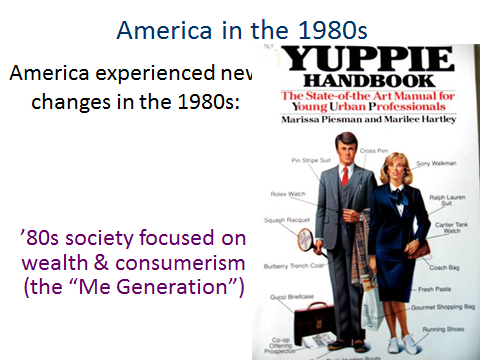 America in the 1980s
America experienced new
changes in the 1980s:
’80s society focused on
wealth & consumerism
(the “Me Generation”)
YUPPIE
HANDBOOK
The State-of-the Art Manual for
Young Urban Professionals
Marissa Piesman and Marilee Hartley
Cross Pen
Pin Stripe Suit
Sony Walkman
Rolex Watch
Ralph Lauren
Suit
Squash Racquet
Cartier Tank
Watch
Burberry Trench Coat
Coach Bag
Gucci Briefcase
Fresh Pasta
Gourmet Shopping Bag
Co-op
Offering
Prospectus
Running Shoes
Boots